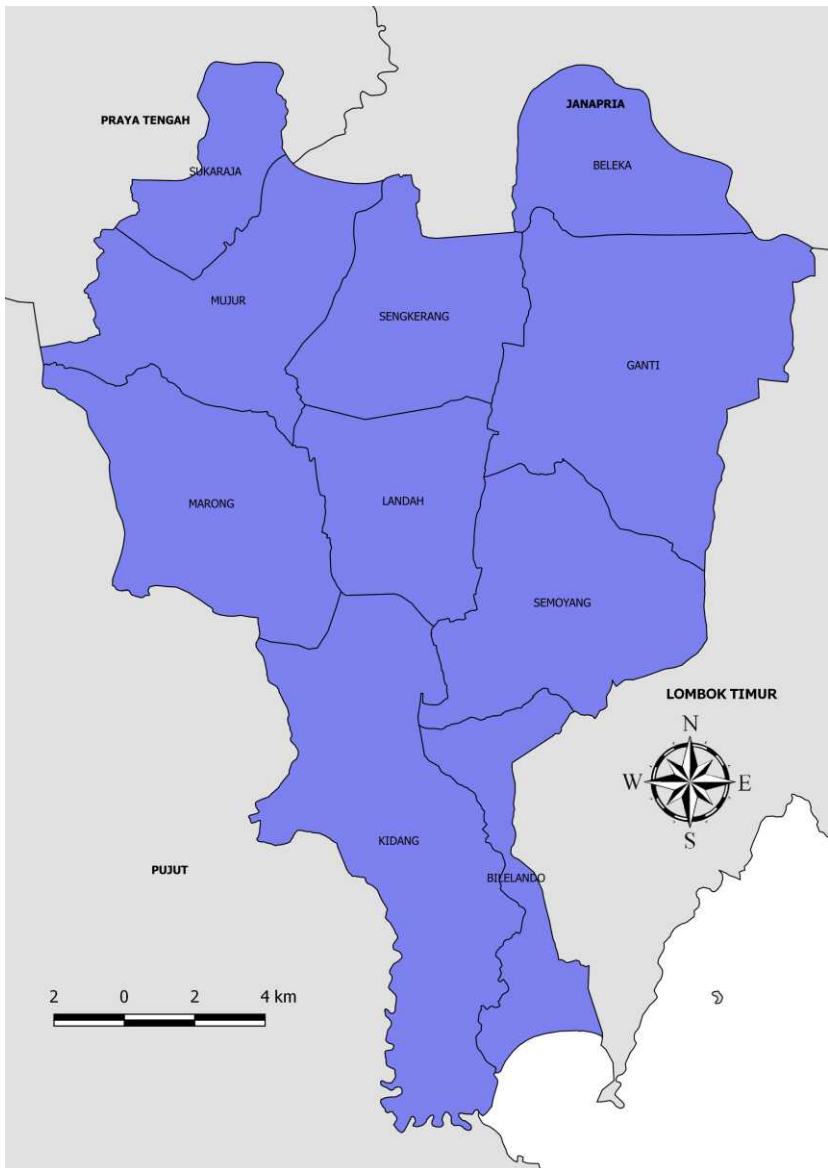 JANAPRIA
PRAYA TENGAH
BELEKA
SUKARAJA
MUJUR
SENGKERANG
GANTI
MARONG
LANDAH
SEMOYANG
LOMBOK TIMUR
N
W E
S
KIDANG
PUJUT
BILELANDO
2 0 2 4 km